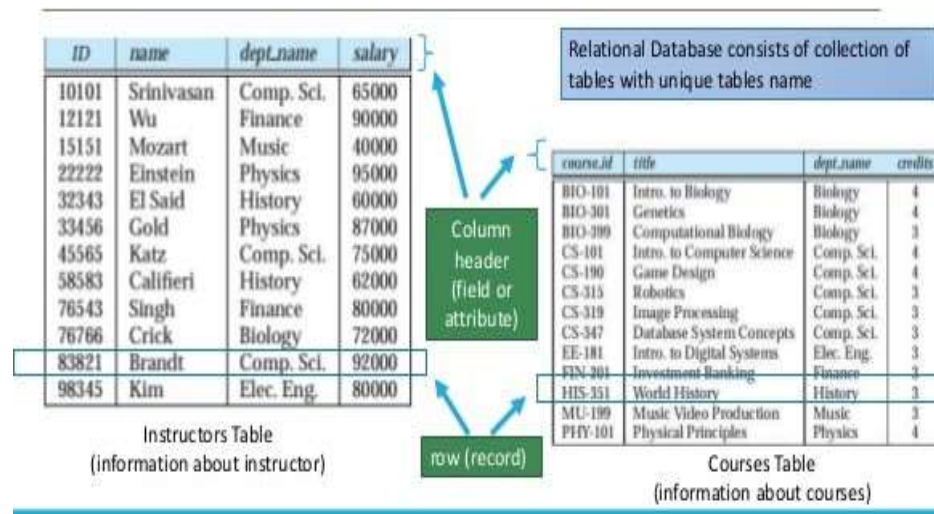 ID name dept_name salary
10101 Srinivasan Comp. Sci. 65000
12121 Wu Finance 90000
15151 Mozart Music 40000
22222 Einstein Physics 95000
32343 El Said History 60000
33456 Gold Physics 87000
45565 Katz Comp. Sci. 75000
58583 Califieri History 62000
76543 Singh Finance 80000
76766 Crick Biology 72000
83821 Brandt Comp. Sci. 92000
98345 Kim Elec. Eng. 80000
Instructors Table
(information about instructor)
Column
header
(field or
attribute)
row (record)
Relational Database consists of collection of
tables with unique tables name
course_id title dept_name credits
BIO-101 Intro. to Biology Biology 4
BIO-301 Genetics Biology 4
BIO-399 Computational Biology Biology 3
CS-101 Intro. to Computer Science Comp. Sci. 4
CS-190 Game Design Comp. Sci. 4
CS-315 Robotics Comp. Sci. 3
CS-319 Image Processing Comp. Sci. 3
CS-347 Database System Concepts Comp. Sci. 3
EE-181 Intro. to Digital Systems Elec. Eng. 3
FIN-201 Investment Banking Finance 3
HIS-351 World History History 3
MU-199 Music Video Production Music 3
PHY-101 Physical Principles Physics 4
Courses Table
(information about courses)